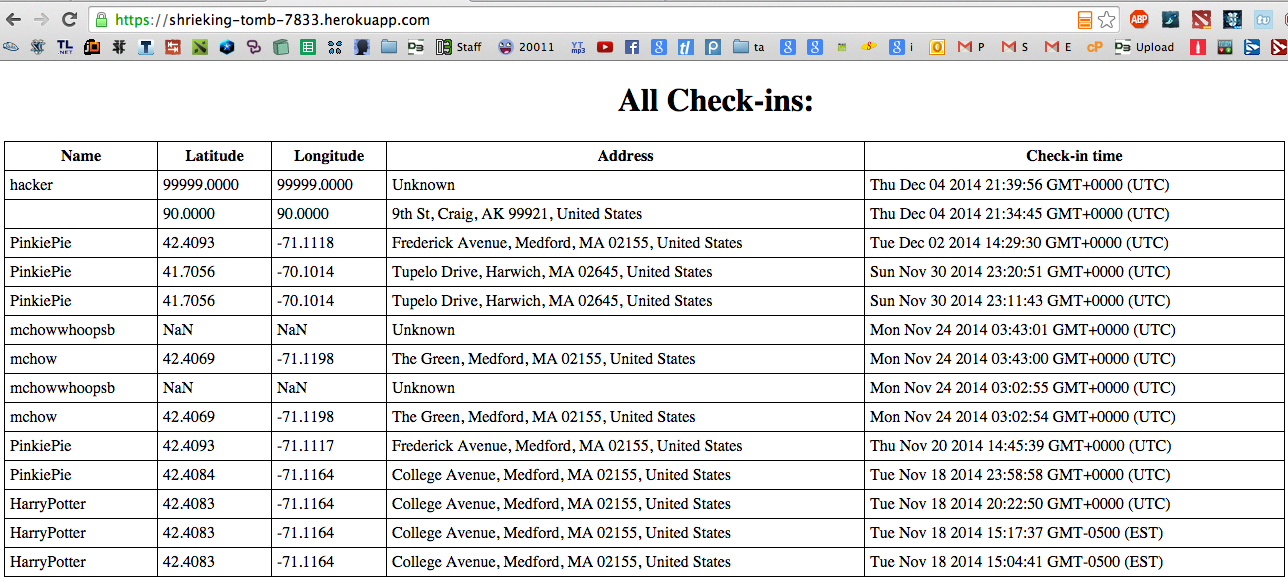 https://shrieking-tomb-7833.herokuapp.com ABP
TL NET T Staff 20011 YT mp3 f 8 tl P ta 8 8 m S 8 i M P M S M E cP Upload
All Check-ins:
Name Latitude Longitude Address Check-in time
hacker 99999.0000 99999.0000 Unknown Thu Dec 04 2014 21:39:56 GMT+0000 (UTC)
90.0000 90.0000 9th St, Craig, AK 99921, United States Thu Dec 04 2014 21:34:45 GMT+0000 (UTC)
PinkiePie 42.4093 -71.1118 Frederick Avenue, Medford, MA 02155, United States Tue Dec 02 2014 14:29:30 GMT+0000 (UTC)
PinkiePie 41.7056 -70.1014 Tupelo Drive, Harwich, MA 02645, United States Sun Nov 30 2014 23:20:51 GMT+0000 (UTC)
PinkiePie 41.7056 -70.1014 Tupelo Drive, Harwich, MA 02645, United States Sun Nov 30 2014 23:11:43 GMT+0000 (UTC)
mchowwhoopsb NaN NaN Unknown Mon Nov 24 2014 03:43:01 GMT+0000 (UTC)
mchow 42.4069 -71.1198 The Green, Medford, MA 02155, United States Mon Nov 24 2014 03:43:00 GMT+0000 (UTC)
mchowwhoopsb NaN NaN Unknown Mon Nov 24 2014 03:02:55 GMT+0000 (UTC)
mchow 42.4069 -71.1198 The Green, Medford, MA 02155, United States Mon Nov 24 2014 03:02:54 GMT+0000 (UTC)
PinkiePie 42.4093 -71.1117 Frederick Avenue, Medford, MA 02155, United States Thu Nov 20 2014 14:45:39 GMT+0000 (UTC)
PinkiePie 42.4084 -71.1164 College Avenue, Medford, MA 02155, United States Tue Nov 18 2014 23:58:58 GMT+0000 (UTC)
HarryPotter 42.4083 -71.1164 College Avenue, Medford, MA 02155, United States Tue Nov 18 2014 20:22:50 GMT+0000 (UTC)
HarryPotter 42.4083 -71.1164 College Avenue, Medford, MA 02155, United States Tue Nov 18 2014 15:17:37 GMT-0500 (EST)
HarryPotter 42.4083 -71.1164 College Avenue, Medford, MA 02155, United States Tue Nov 18 2014 15:04:41 GMT-0500 (EST)